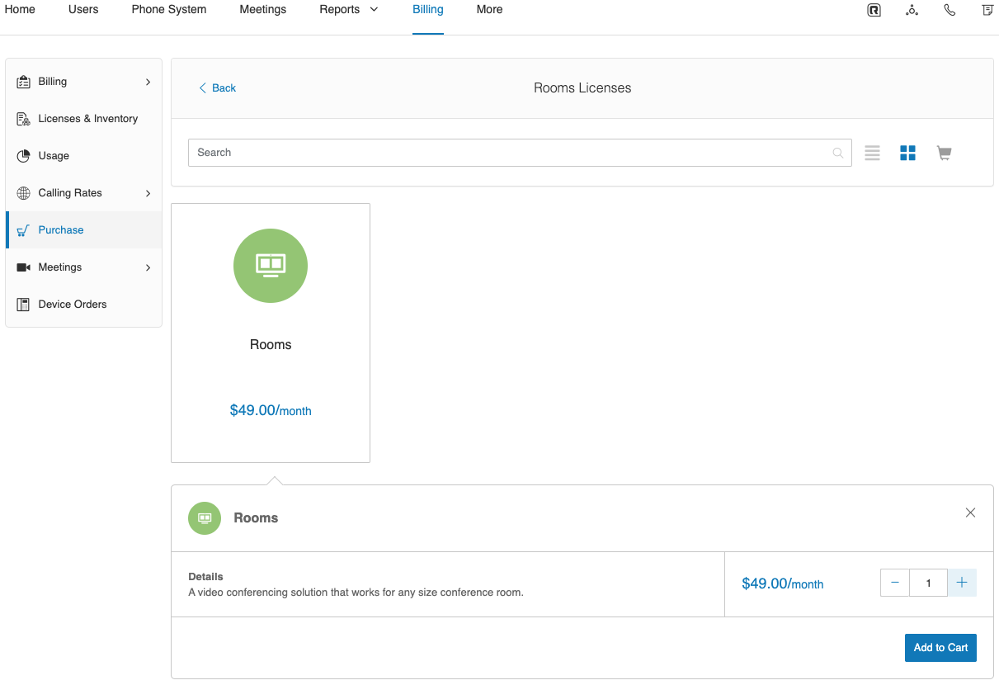 Home Users Phone System Meetings Reports Billing More
Billing
Licenses & Inventory
Usage
Calling Rates
Purchase
Meetings
Device Orders
Back
Rooms Licenses
Search
Rooms
$49.00/month
Rooms
Details
A video conferencing solution that works for any size conference room.
$49.00/month
− 1 +
Add to Cart